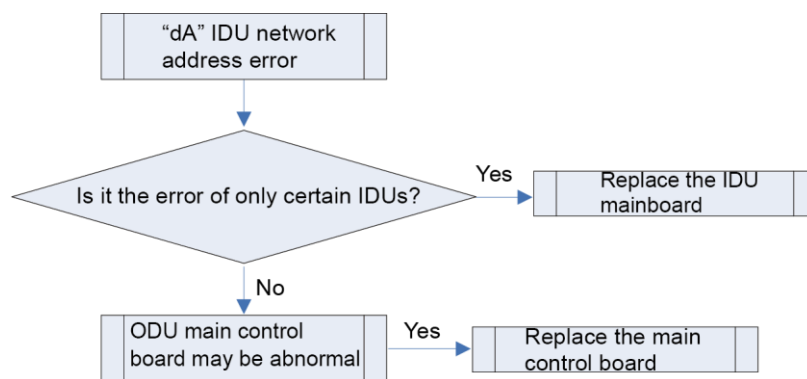 “dA” IDU network
address error
Is it the error of only certain IDUs?
Yes
Replace the IDU
mainboard
No
ODU main control
board may be abnormal
Yes
Replace the main
control board